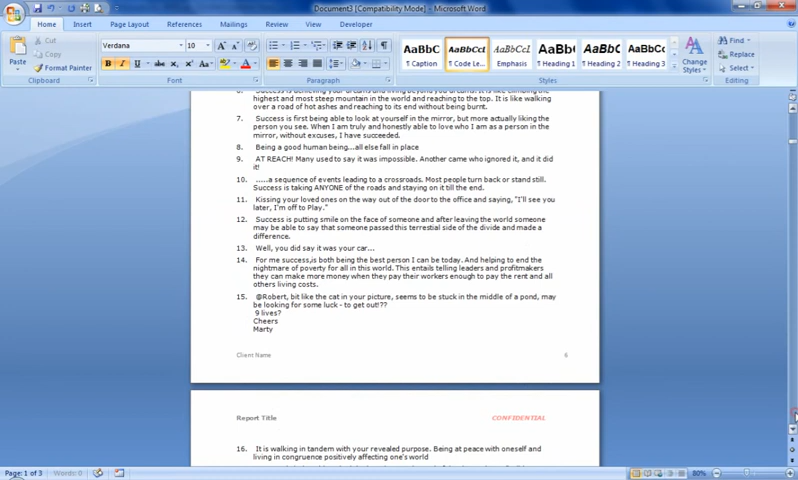 Document3 [Compatibility Mode] - Microsoft Word
Home Insert Page Layout References Mailings Review View Developer
Paste
Cut
Copy
Format Painter
Clipboard
Verdana 10
Font
Paragraph
AaBbC AaBbCcI AaBbCcL AaBbC AaBbC AaBbCc
¶ Caption ¶ Code Le... Emphasis ¶ Heading 1 ¶ Heading 2 ¶ Heading 3
Change Styles
Styles
Find
Replace
Select
Editing
highest and most steep mountain in the world and reaching to the top. It is like walking
over a road of hot ashes and reaching to its end without being burnt.
7. Success is first being able to look at yourself in the mirror, but more actually liking the
person you see. When I am truly and honestly able to love who I am as a person in the
mirror, without excuses, I have succeeded.
8. Being a good human being...all else fall in place
9. AT REACH! Many used to say it was impossible. Another came who ignored it, and it did
it!
10. .....a sequence of events leading to a crossroads. Most people turn back or stand still.
Success is taking ANYONE of the roads and staying on it till the end.
11. Kissing your loved ones on the way out of the door to the office and saying, "I'll see you
later, I'm off to Play."
12. Success is putting smile on the face of someone and after leaving the world someone
may be able to say that someone passed this terrestial side of the divide and made a
difference.
13. Well, you did say it was your car...
14. For me success,is both being the best person I can be today. And helping to end the
nightmare of poverty for all in this world. This entails telling leaders and profitmakers
they can make more money when they pay their workers enough to pay the rent and all
others living costs.
15. @Robert, bit like the cat in your picture, seems to be stuck in the middle of a pond, may
be looking for some luck - to get out!??
9 lives?
Cheers
Marty
Client Name 6
Report Title CONFIDENTIAL
16. It is walking in tandem with your revealed purpose. Being at peace with oneself and
living in congruence positively affecting one's world
Page: 1 of 3 Words: 0 80%